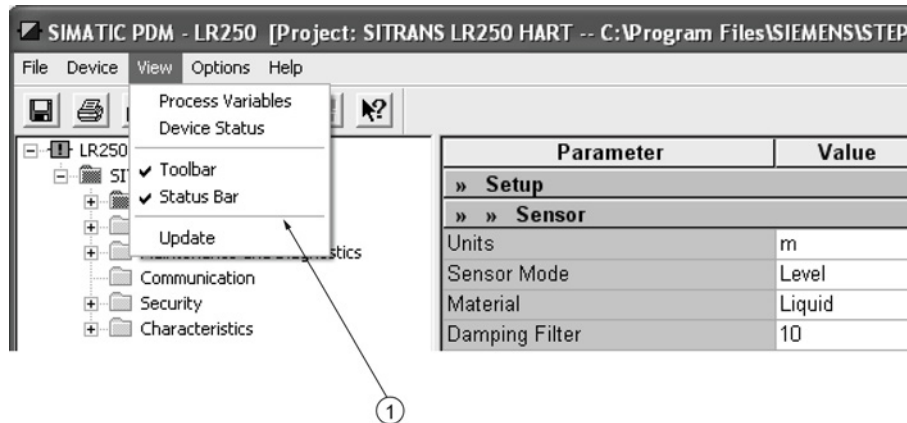 SIMATIC PDM - LR250 [Project: SITRANS LR250 HART -- C:\Program Files\SIEMENS\STEP
File Device View Options Help
Process Variables
Device Status
Toolbar
Status Bar
Update
LR250
Communication
Security
Characteristics
Parameter Value
» Setup
» » Sensor
Units m
Sensor Mode Level
Material Liquid
Damping Filter 10
1